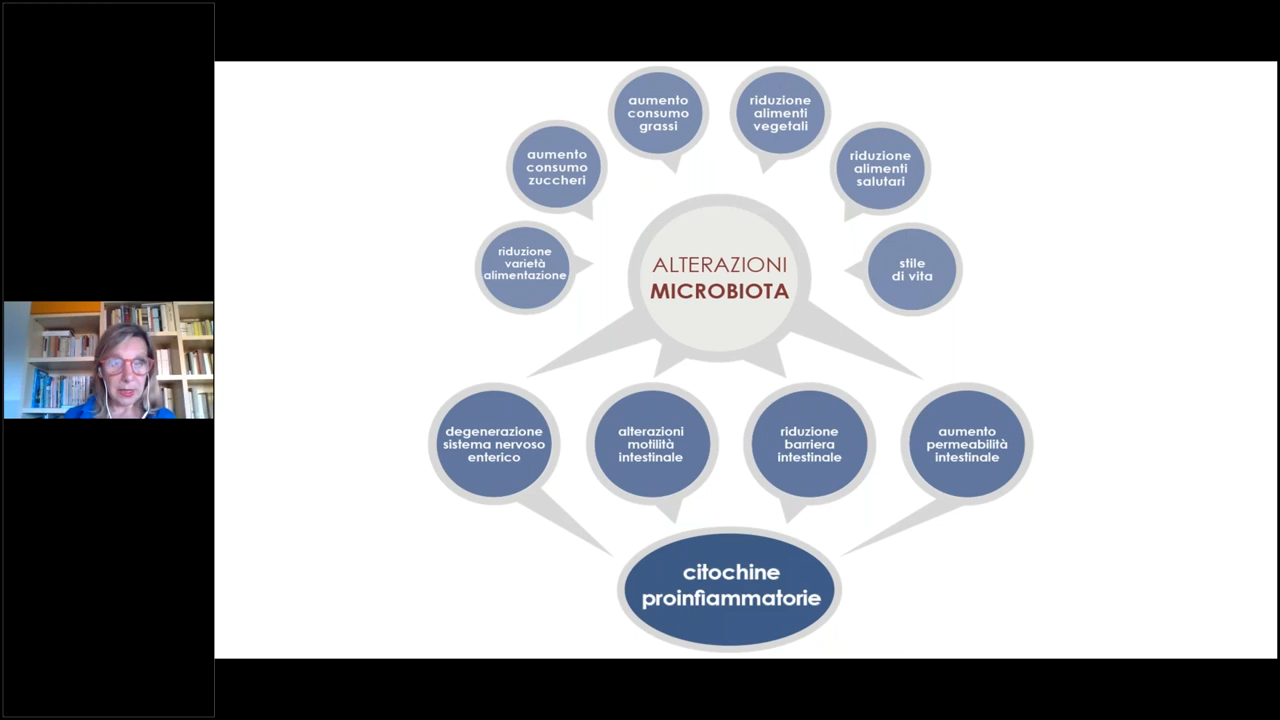 aumento
consumo
grassi
riduzione
alimenti
vegetali
aumento
consumo
zuccheri
riduzione
alimenti
salutari
riduzione
varietà
alimentazione
stile
di vita
ALTERAZIONI
MICROBIOTA
degenerazione
sistema nervoso
enterico
alterazioni
motilità
intestinale
riduzione
barriera
intestinale
aumento
permeabilità
intestinale
citochine
proinfiammatorie